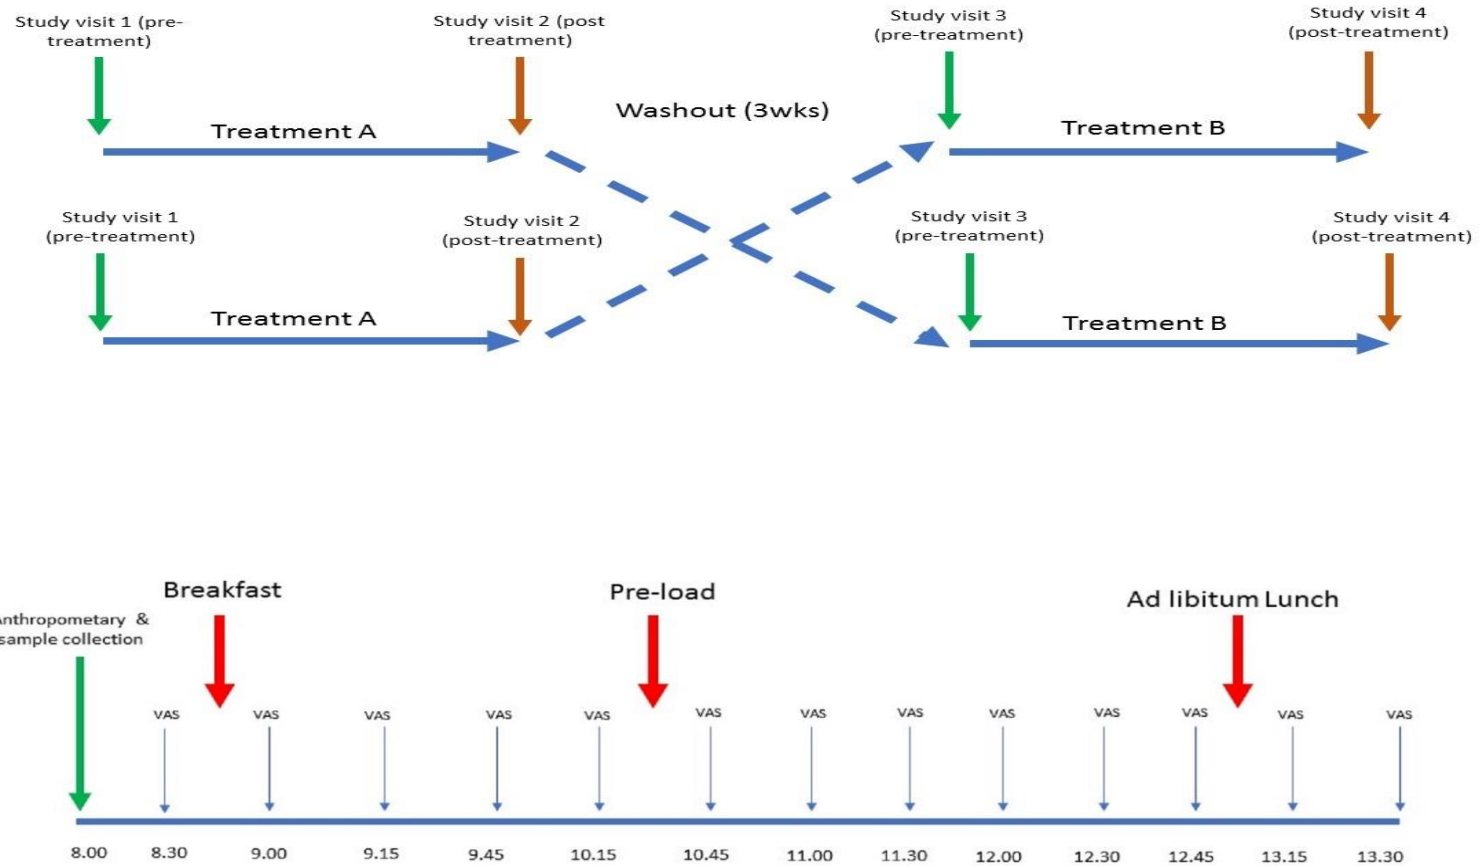 Study visit 1 (pre-
treatment)
Study visit 2 (post
treatment)
Study visit 3
(pre-treatment)
Study visit 4
(post-treatment)
Washout (3wks)
Treatment A
Treatment B
Study visit 1
(pre-treatment)
Study visit 2
(post-treatment)
Study visit 3
(pre-treatment)
Study visit 4
(post-treatment)
Treatment A
Treatment B
Breakfast
Pre-load
Ad libitum Lunch
nthropometary &
sample collection
VAS VAS VAS VAS VAS VAS VAS VAS VAS VAS VAS VAS VAS
8.00 8.30 9.00 9.15 9.45 10.15 10.45 11.00 11.30 12.00 12.30 12.45 13.15 13.30